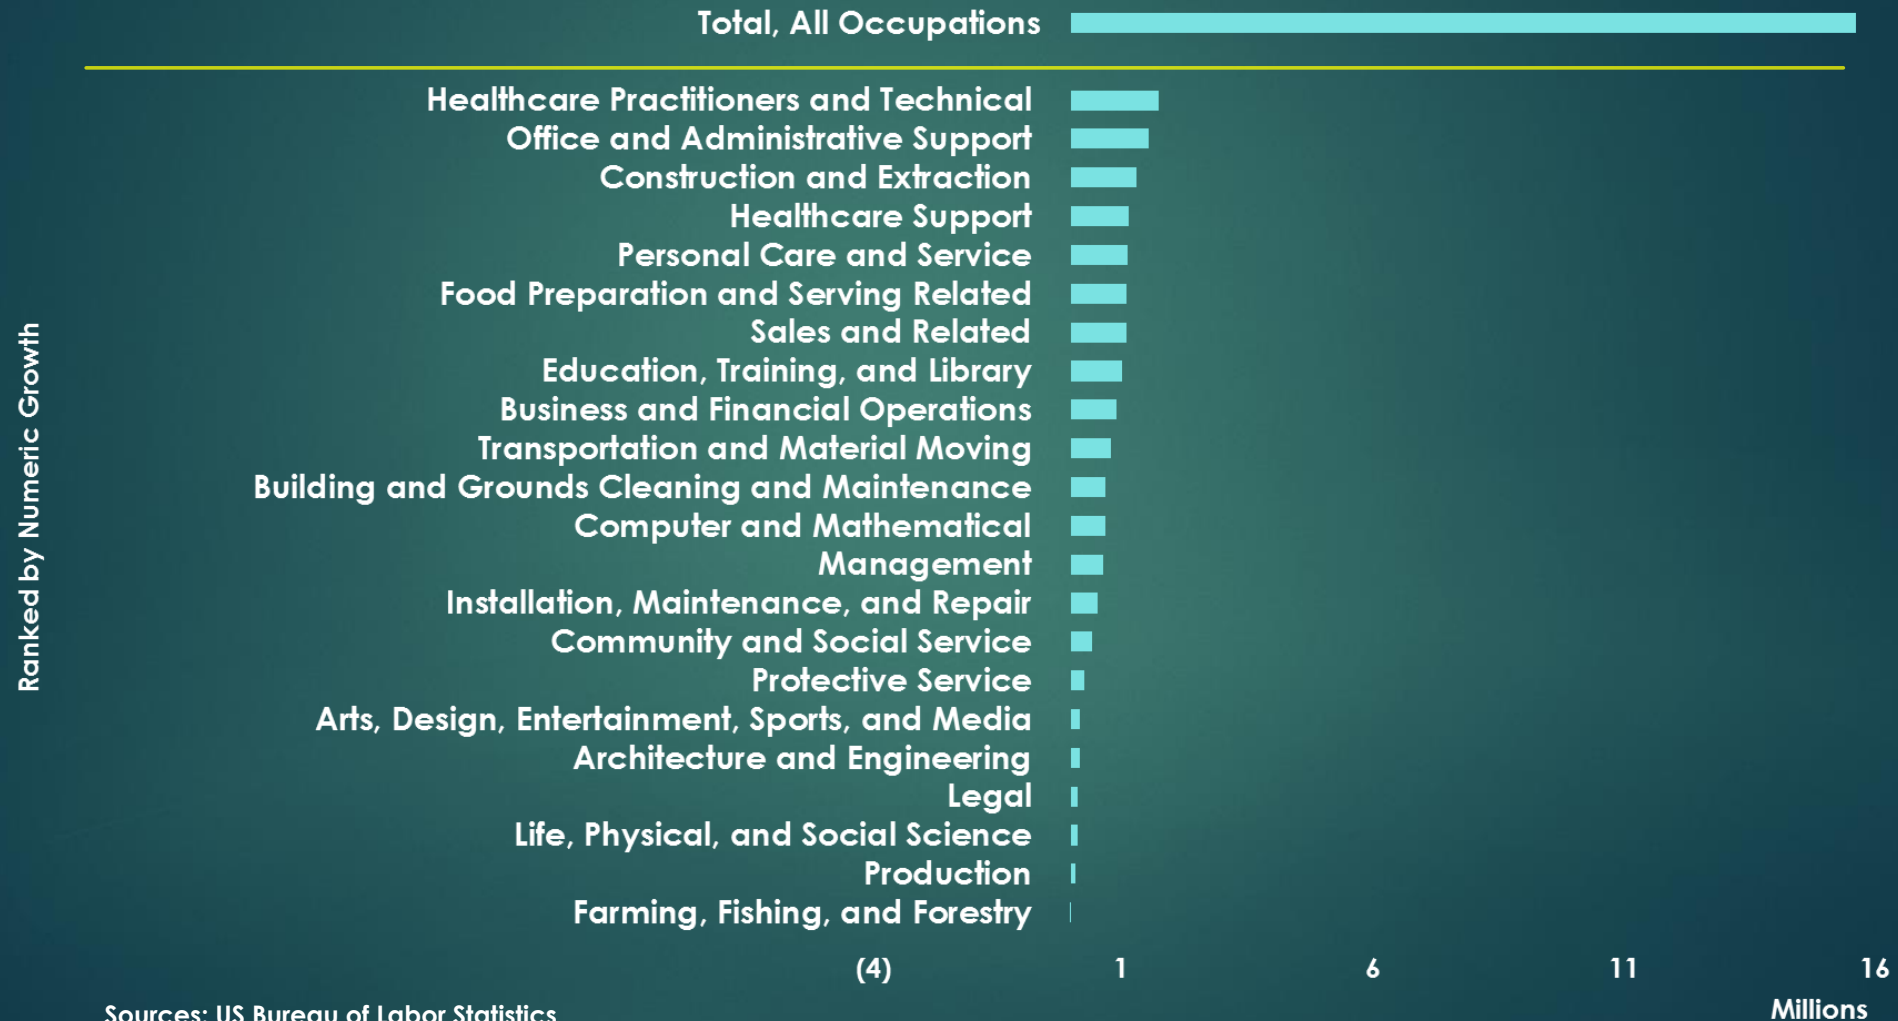 Total, All Occupations
Ranked by Numeric Growth
Healthcare Practitioners and Technical
Office and Administrative Support
Construction and Extraction
Healthcare Support
Personal Care and Service
Food Preparation and Serving Related
Sales and Related
Education, Training, and Library
Business and Financial Operations
Transportation and Material Moving
Building and Grounds Cleaning and Maintenance
Computer and Mathematical
Management
Installation, Maintenance, and Repair
Community and Social Service
Protective Service
Arts, Design, Entertainment, Sports, and Media
Architecture and Engineering
Legal
Life, Physical, and Social Science
Production
Farming, Fishing, and Forestry
(4) 1 6 11 16
Millions
Sources: US Bureau of Labor Statistics